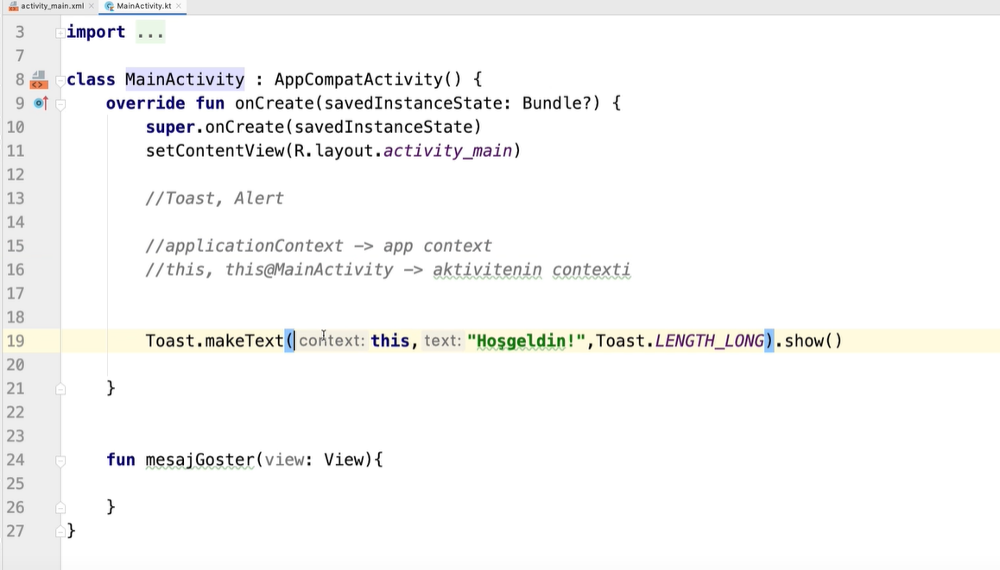 activity_main.xml MainActivity.kt
3 import ...
7
8 class MainActivity : AppCompatActivity() {
9 override fun onCreate(savedInstanceState: Bundle?) {
10 super.onCreate(savedInstanceState)
11 setContentView(R.layout.activity_main)
12
13 //Toast, Alert
14
15 //applicationContext -> app context
16 //this, this@MainActivity -> aktivitenin contexti
17
18
19 Toast.makeText( context: this, text: "Hoşgeldin!",Toast.LENGTH_LONG).show()
20
21 }
22
23
24 fun mesajGoster(view: View){
25
26 }
27 }